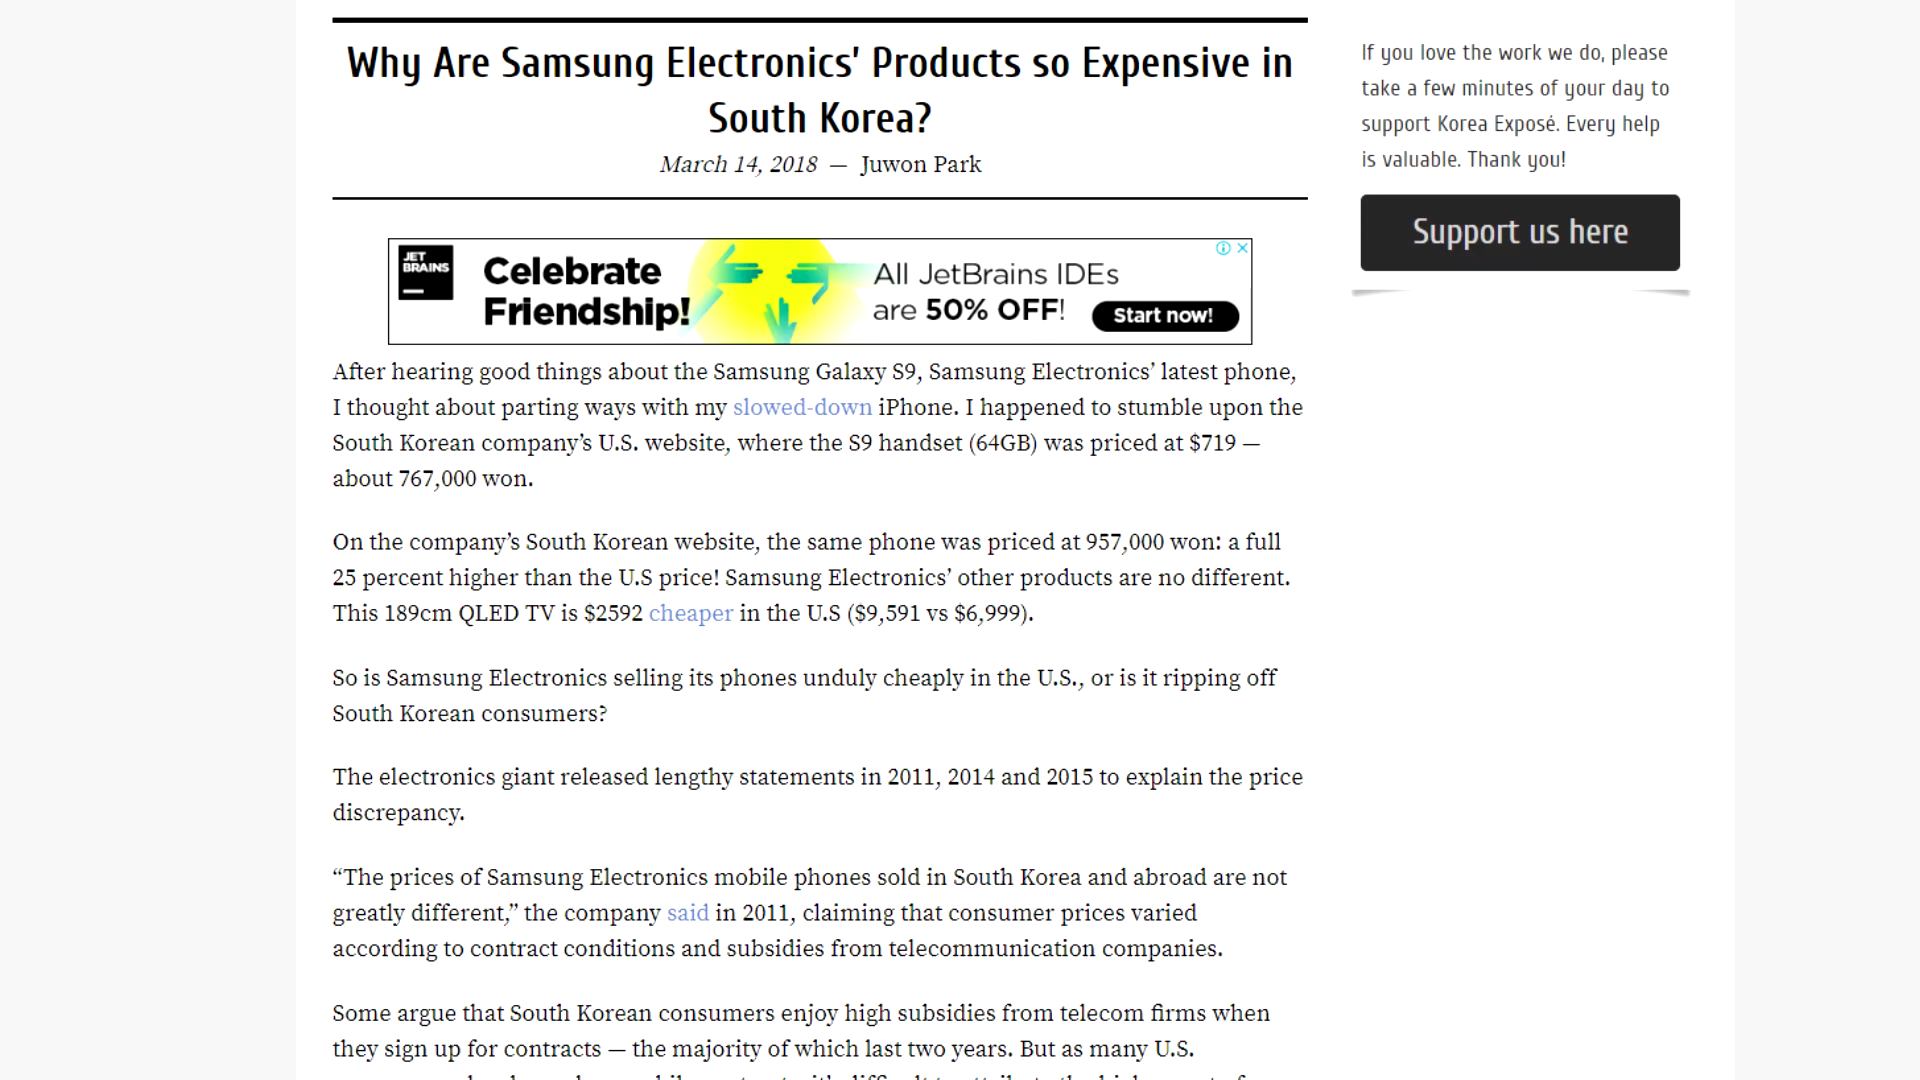 Why Are Samsung Electronics’ Products so Expensive in
South Korea?
March 14, 2018 — Juwon Park
JET
BRAINS
Celebrate
Friendship!
All JetBrains IDEs
are 50% OFF!
Start now!
After hearing good things about the Samsung Galaxy S9, Samsung Electronics’ latest phone,
I thought about parting ways with my slowed-down iPhone. I happened to stumble upon the
South Korean company’s U.S. website, where the S9 handset (64GB) was priced at $719 —
about 767,000 won.
On the company’s South Korean website, the same phone was priced at 957,000 won: a full
25 percent higher than the U.S price! Samsung Electronics’ other products are no different.
This 189cm QLED TV is $2592 cheaper in the U.S ($9,591 vs $6,999).
So is Samsung Electronics selling its phones unduly cheaply in the U.S., or is it ripping off
South Korean consumers?
The electronics giant released lengthy statements in 2011, 2014 and 2015 to explain the price
discrepancy.
“The prices of Samsung Electronics mobile phones sold in South Korea and abroad are not
greatly different,” the company said in 2011, claiming that consumer prices varied
according to contract conditions and subsidies from telecommunication companies.
Some argue that South Korean consumers enjoy high subsidies from telecom firms when
they sign up for contracts — the majority of which last two years. But as many U.S.
If you love the work we do, please
take a few minutes of your day to
support Korea Exposé. Every help
is valuable. Thank you!
Support us here